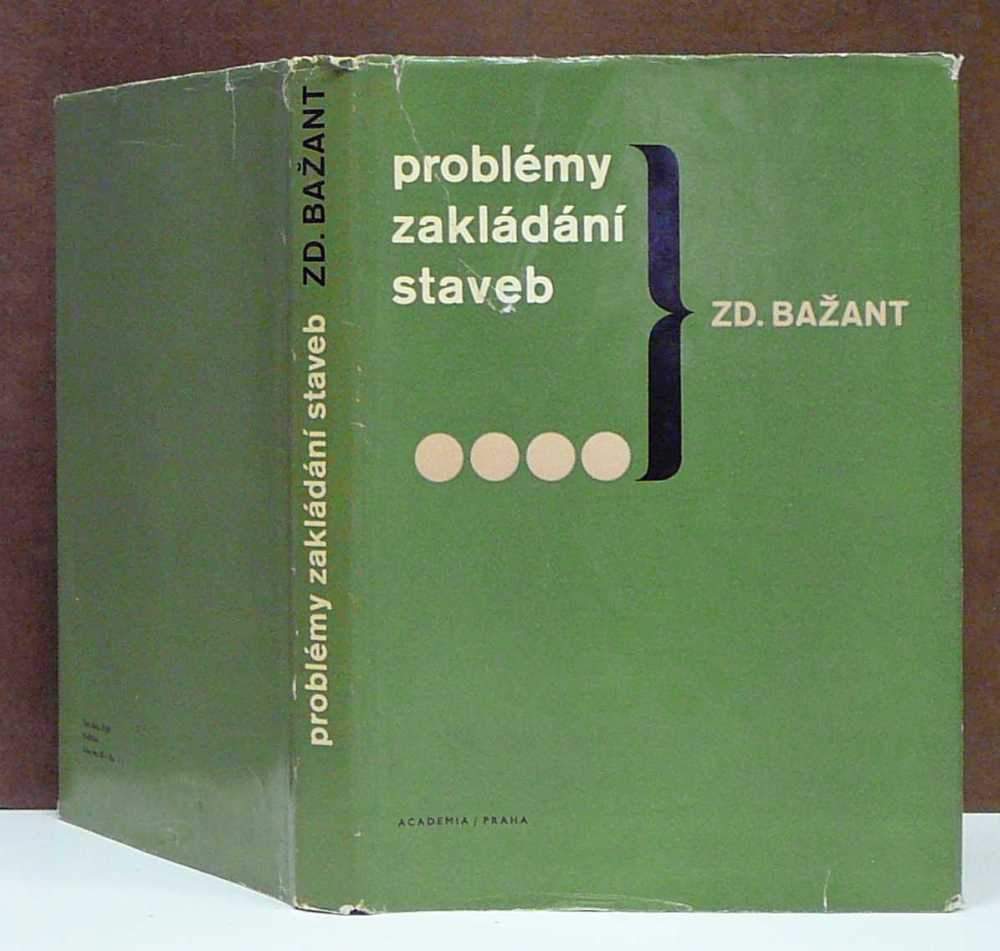 problémy
zakládání
staveb
ZD. BAŽANT
ACADEMIA / PRAHA
problémy zakládání staveb ZD. BAŽANT